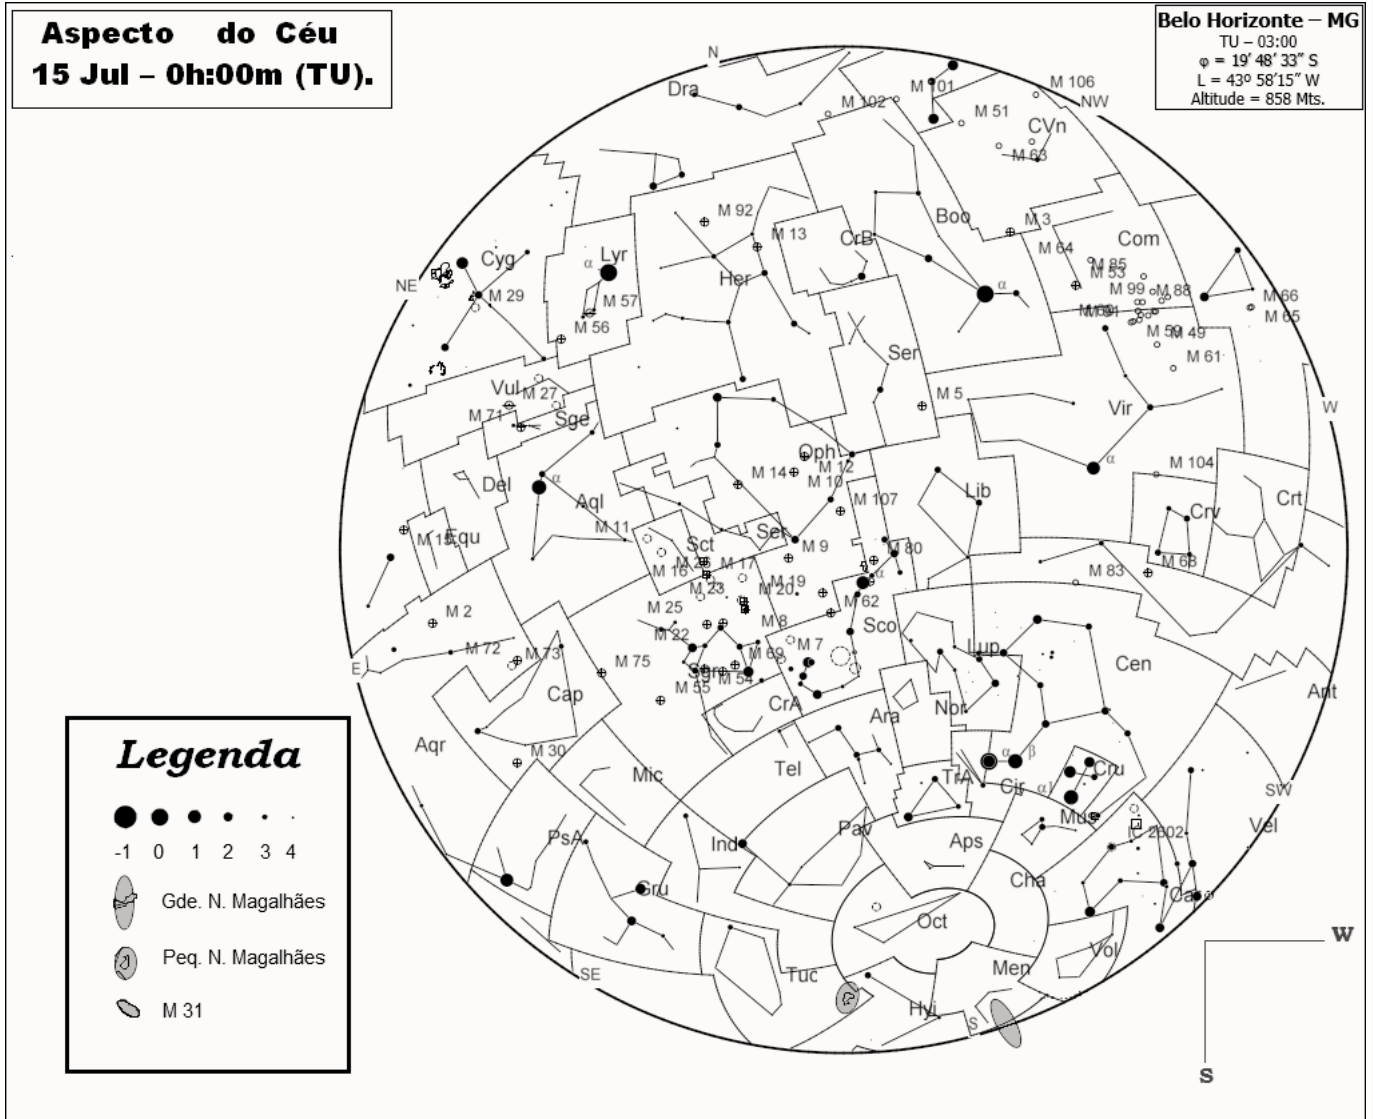 Aspecto do Céu
15 Jul – 0h:00m (TU).
Belo Horizonte – MG
TU – 03:00
φ = 19º 48' 33" S
L = 43º 58'15" W
Altitude = 858 Mts.
N
Dra
M 101
M 102
M 106
NW
M 51
CVn
M 63
M 92
M 13
Boo
M 3
CrB
M 64
Com
Cyg
α
Lyr
Her
M 85
M 53
NE
M 29
M 57
α
M 99
M 88
M 66
M 65
M 56
M 59
M 49
Ser
M 61
Vul
M 27
M 5
M 71
Sge
Vir
W
α
Oph
M 12
α
M 104
Del
M 14
M 10
Aql
M 107
Lib
Crt
M 11
Ser
Crv
M 15
Equ
Sct
M 9
M 80
M 16
M 17
M 68
M 23
M 19
M 20
α
M 83
M 25
M 62
M 2
M 8
Sco
M 22
M 7
Lup
M 72
M 73
M 69
Cen
E
M 75
Sgr
M 54
Cap
M 55
CrA
Ara
Nor
Ant
Aqr
M 30
α
β
Mic
Tel
TrA
Cir
α
Cru
SW
Mus
Vel
PsA
Ind
Pav
Aps
IC 2602
Gru
Cha
Car
Oct
SE
Tuc
Men
Vol
Hyi
S
Legenda
-1 0 1 2 3 4
Gde. N. Magalhães
Peq. N. Magalhães
M 31
W
S